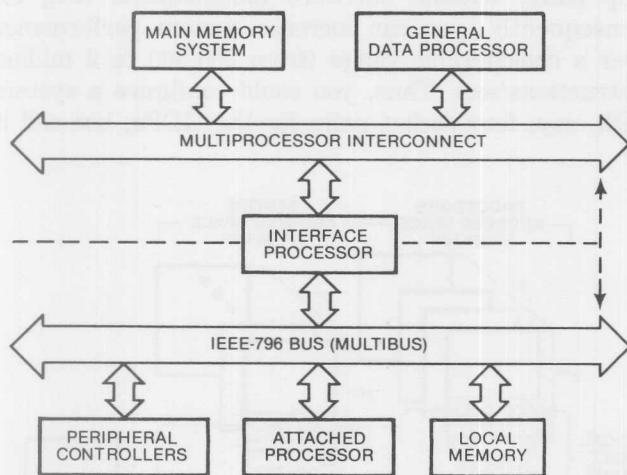 MAIN MEMORY
SYSTEM
GENERAL
DATA PROCESSOR
MULTIPROCESSOR INTERCONNECT
INTERFACE
PROCESSOR
IEEE-796 BUS (MULTIBUS)
PERIPHERAL
CONTROLLERS
ATTACHED
PROCESSOR
LOCAL
MEMORY